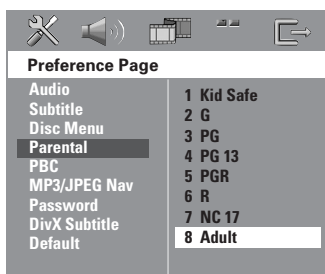 Preference Page
Audio
Subtitle
Disc Menu
Parental
PBC
MP3/JPEG Nav
Password
DivX Subtitle
Default
1 Kid Safe
2 G
3 PG
4 PG 13
5 PGR
6 R
7 NC 17
8 Adult